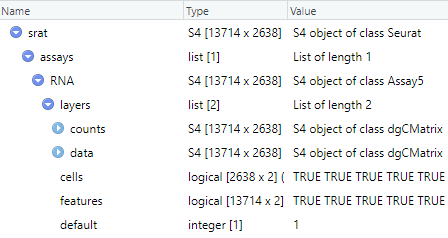 Name Type Value
srat S4 [13714 x 2638] S4 object of class Seurat
assays list [1] List of length 1
RNA S4 [13714 x 2638] S4 object of class Assay5
layers list [2] List of length 2
counts S4 [13714 x 2638] S4 object of class dgCMatrix
data S4 [13714 x 2638] S4 object of class dgCMatrix
cells logical [2638 x 2] ( TRUE TRUE TRUE TRUE TRUE
features logical [13714 x 2] TRUE TRUE TRUE TRUE TRUE
default integer [1] 1